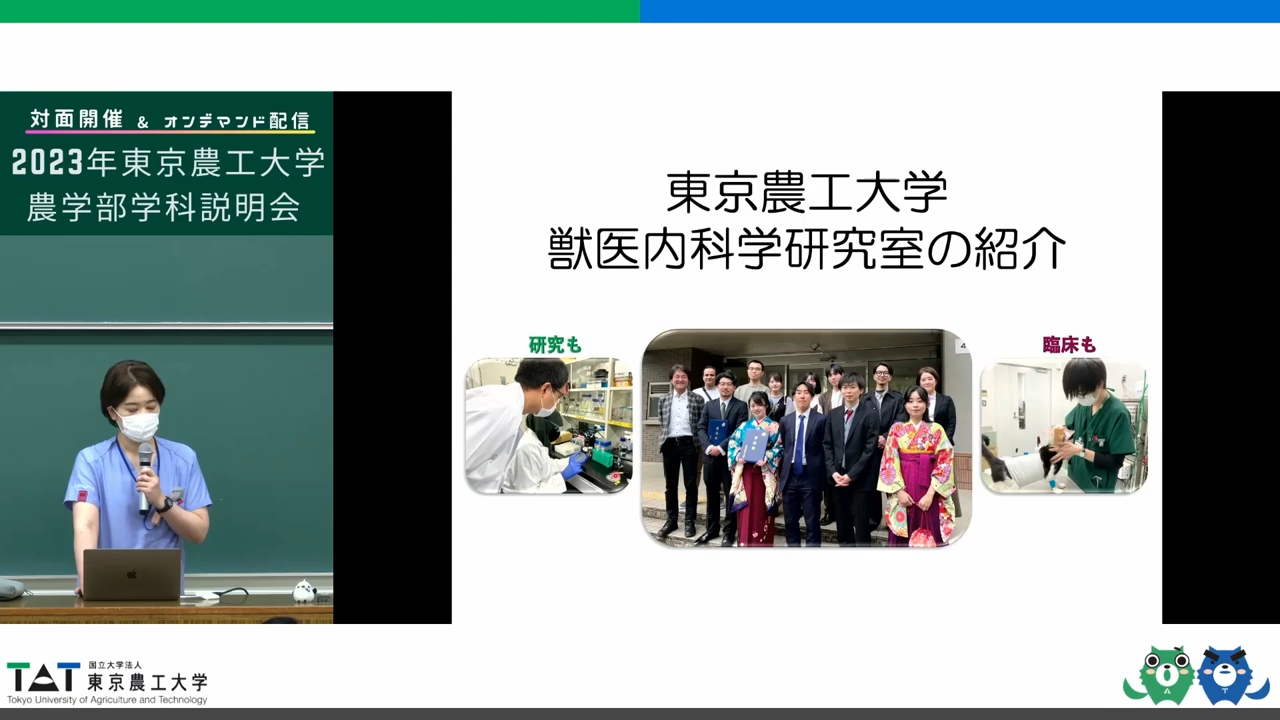 対面開催 & オンデマンド配信
2023年東京農工大学
農学部学科説明会
東京農工大学
獣医内科学研究室の紹介
研究も
臨床も
4
TAT
国立大学法人
東京農工大学
Tokyo University of Agriculture and Technology
A
T